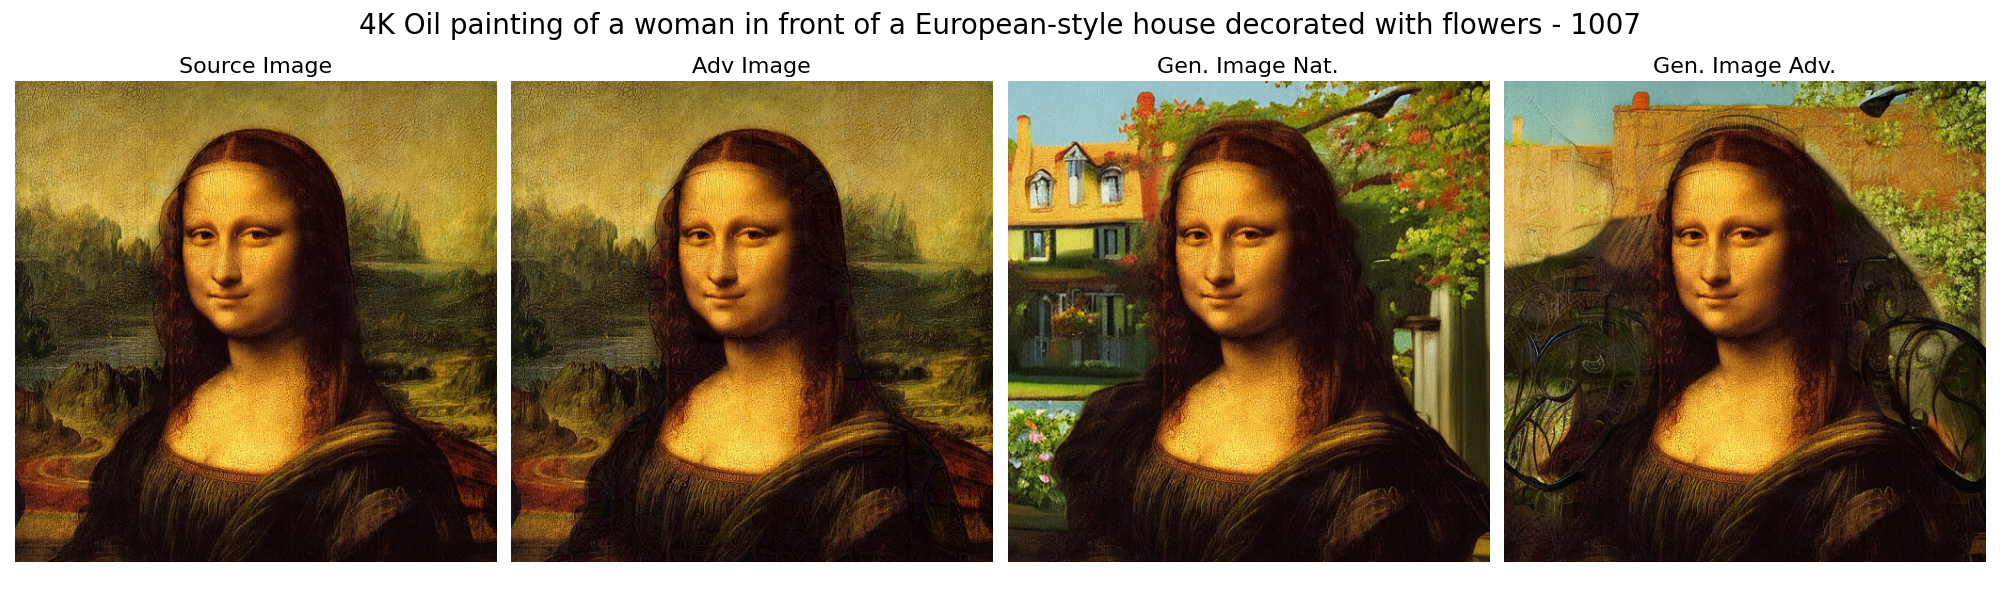 4K Oil painting of a woman in front of a European-style house decorated with flowers - 1007
Source Image
Adv Image
Gen. Image Nat.
Gen. Image Adv.